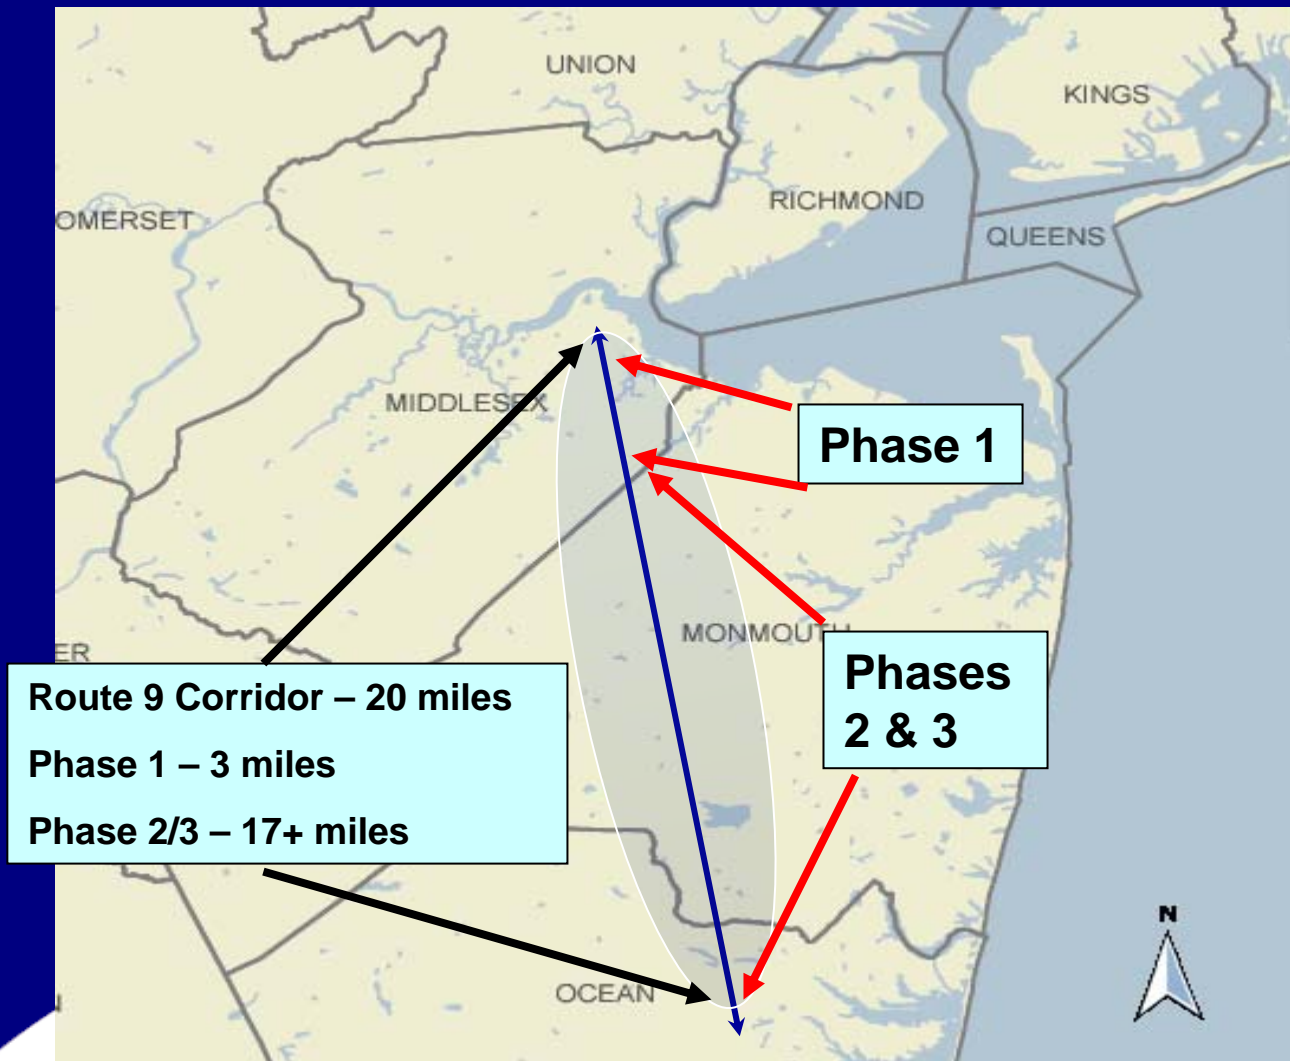 UNION
KINGS
RICHMOND
OMERSET
QUEENS
MIDDLESEX
Phase 1
MONMOUTH
ER
Route 9 Corridor – 20 miles
Phase 1 – 3 miles
Phase 2/3 – 17+ miles
Phases
2 & 3
N
OCEAN